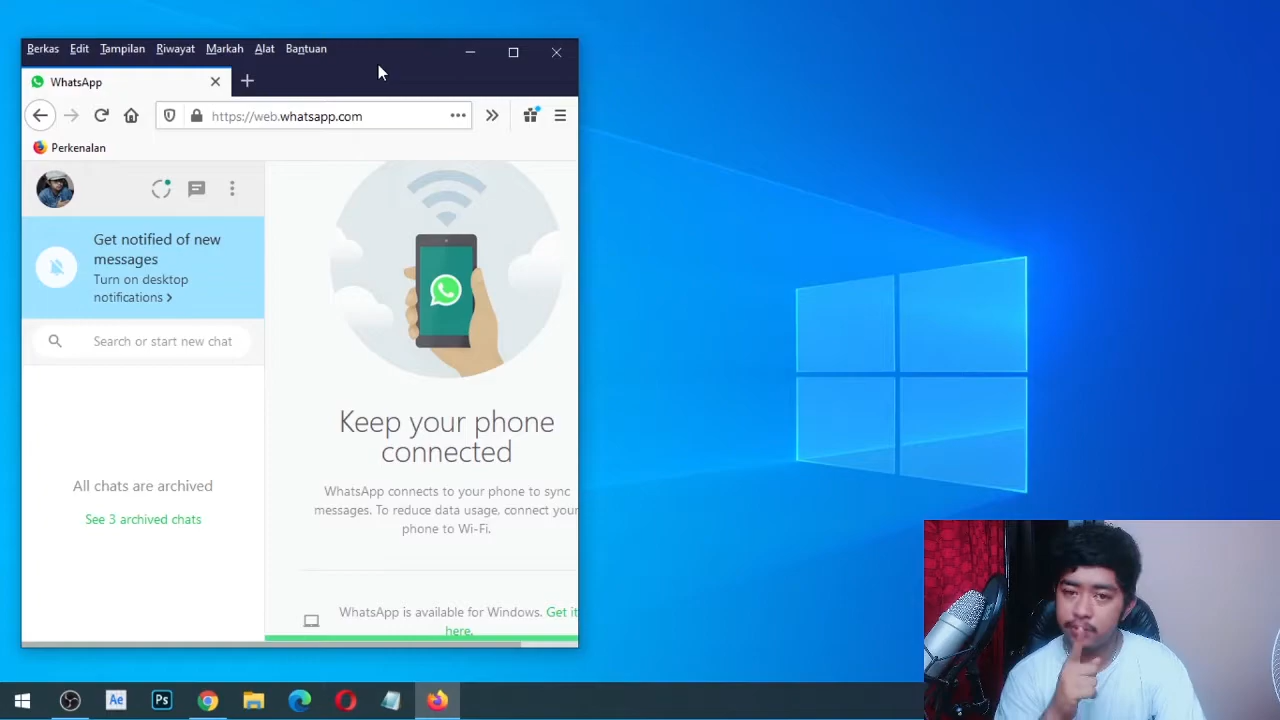 Berkas Edit Tampilan Riwayat Markah Alat Bantuan
WhatsApp
https://web.whatsapp.com
Perkenalan
Get notified of new
messages
Turn on desktop
notifications
Search or start new chat
All chats are archived
See 3 archived chats
Keep your phone
connected
WhatsApp connects to your phone to sync
messages. To reduce data usage, connect your
phone to Wi-Fi.
WhatsApp is available for Windows. Get it
here.
Ae
Ps